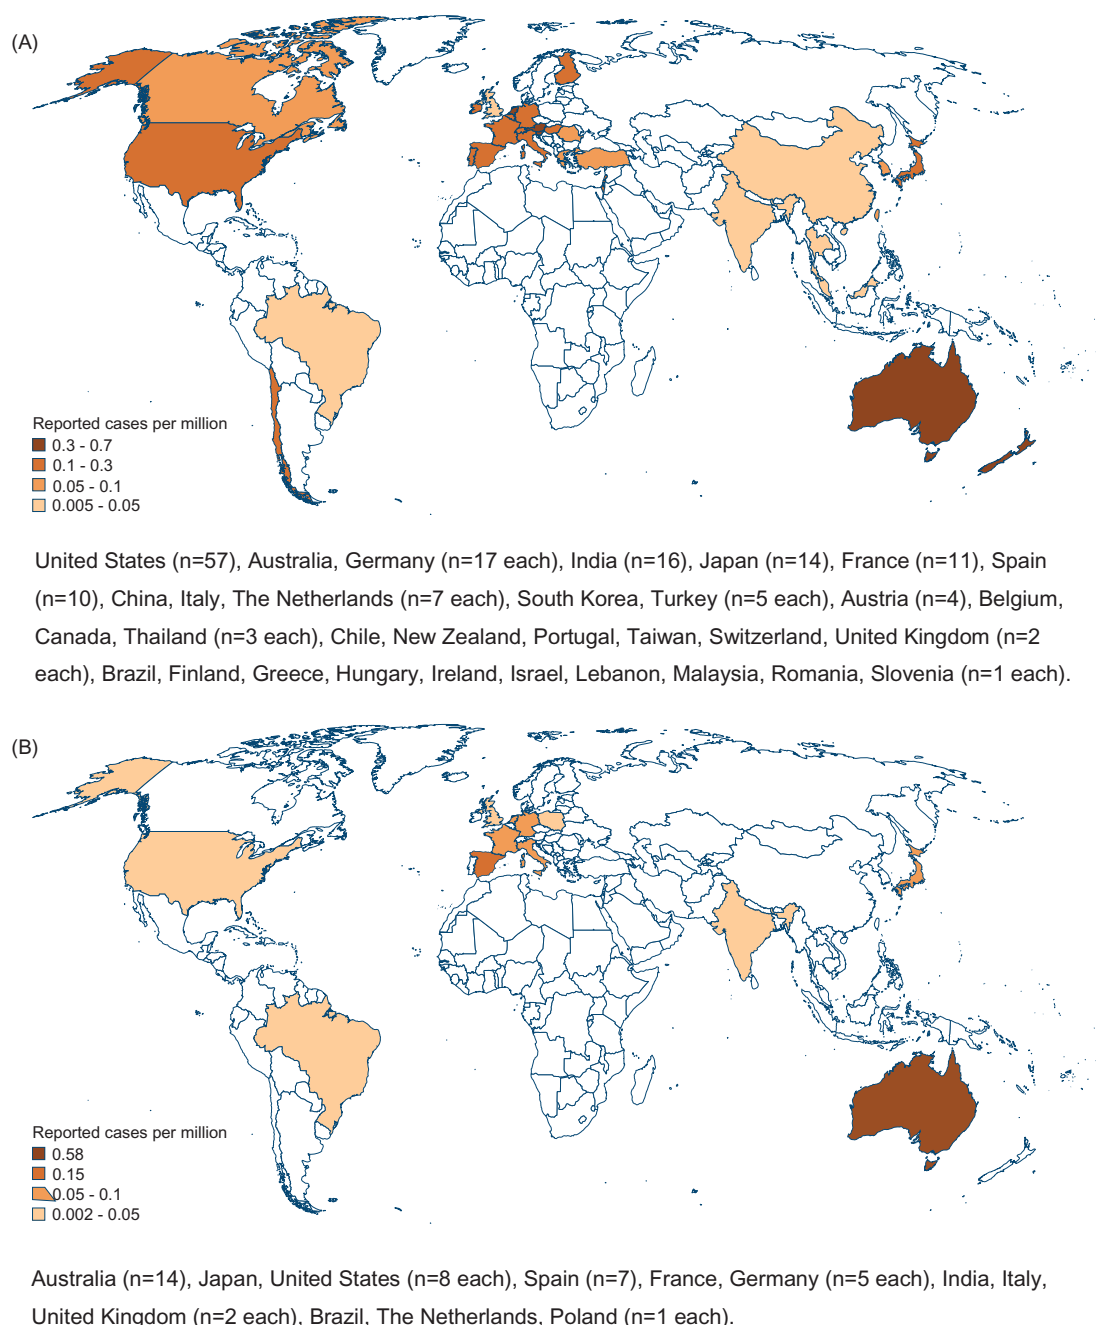 (A)
Reported cases per million
0.3 - 0.7
0.1 - 0.3
0.05 - 0.1
0.005 - 0.05
United States (n=57), Australia, Germany (n=17 each), India (n=16), Japan (n=14), France (n=11), Spain
(n=10), China, Italy, The Netherlands (n=7 each), South Korea, Turkey (n=5 each), Austria (n=4), Belgium,
Canada, Thailand (n=3 each), Chile, New Zealand, Portugal, Taiwan, Switzerland, United Kingdom (n=2
each), Brazil, Finland, Greece, Hungary, Ireland, Israel, Lebanon, Malaysia, Romania, Slovenia (n=1 each).
(B)
Reported cases per million
0.58
0.15
0.05 - 0.1
0.002 - 0.05
Australia (n=14), Japan, United States (n=8 each), Spain (n=7), France, Germany (n=5 each), India, Italy,
United Kingdom (n=2 each), Brazil, The Netherlands, Poland (n=1 each).